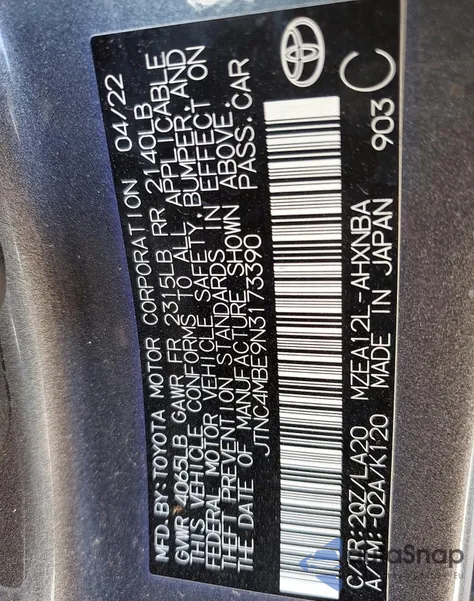 MFD.BY:TOYOTA MOTOR CORPORATION 04/22
GVWR 4065LB GAWR FR 2315LB RR 2140LB
THIS VEHICLE CONFORMS TO ALL APPLICABLE
FEDERAL MOTOR VEHICLE SAFETY,BUMPER,AND
THEFT PREVENTION STANDARDS IN EFFECT ON
THE DATE OF MANUFACTURE SHOWN ABOVE.
JTNC4MBE9N3173390 PASS.CAR
C/TR:2QZ/LA20 MZEA12L-AHXNBA
A/TM:-02A/K120 MADE IN JAPAN 903 C